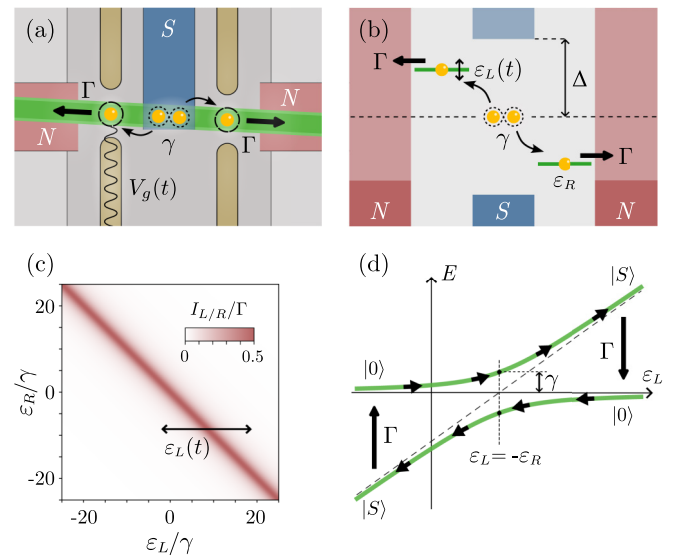 (a)
S
Γ
N
γ
Γ
N
V_g(t)
(b)
Γ
ε_L(t)
Δ
γ
Γ
ε_R
N
S
N
(c)
I_{L/R}/Γ
0
0.5
20
0
-20
ε_R/γ
ε_L(t)
-20
0
20
ε_L/γ
(d)
E
|S⟩
|0⟩
Γ
γ
ε_L
Γ
|0⟩
ε_L = -ε_R
|S⟩